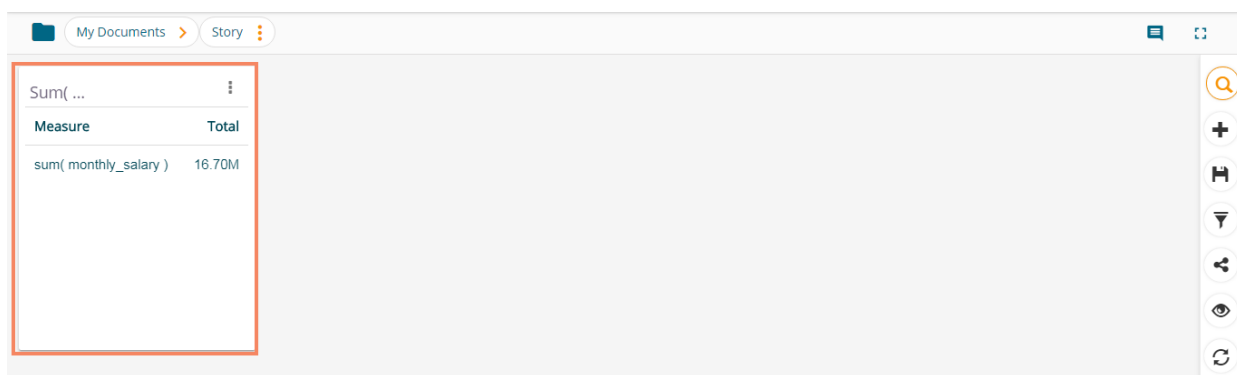 My Documents
Story
Sum( ...
Measure Total
sum( monthly_salary ) 16.70M